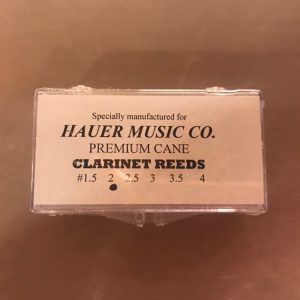 Specially manufactured for
HAUER MUSIC CO.
PREMIUM CANE
CLARINET REEDS
#1.5 2 2.5 3 3.5 4